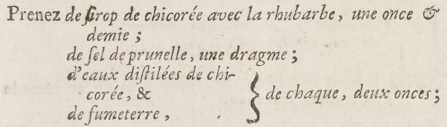 Prenez de sirop de chicorée avec la rhubarbe, une once &
demie ;
de sel de prunelle, une dragme ;
d'eaux distilées de chi-
corée, & } de chaque, deux onces ;
de fumeterre ,